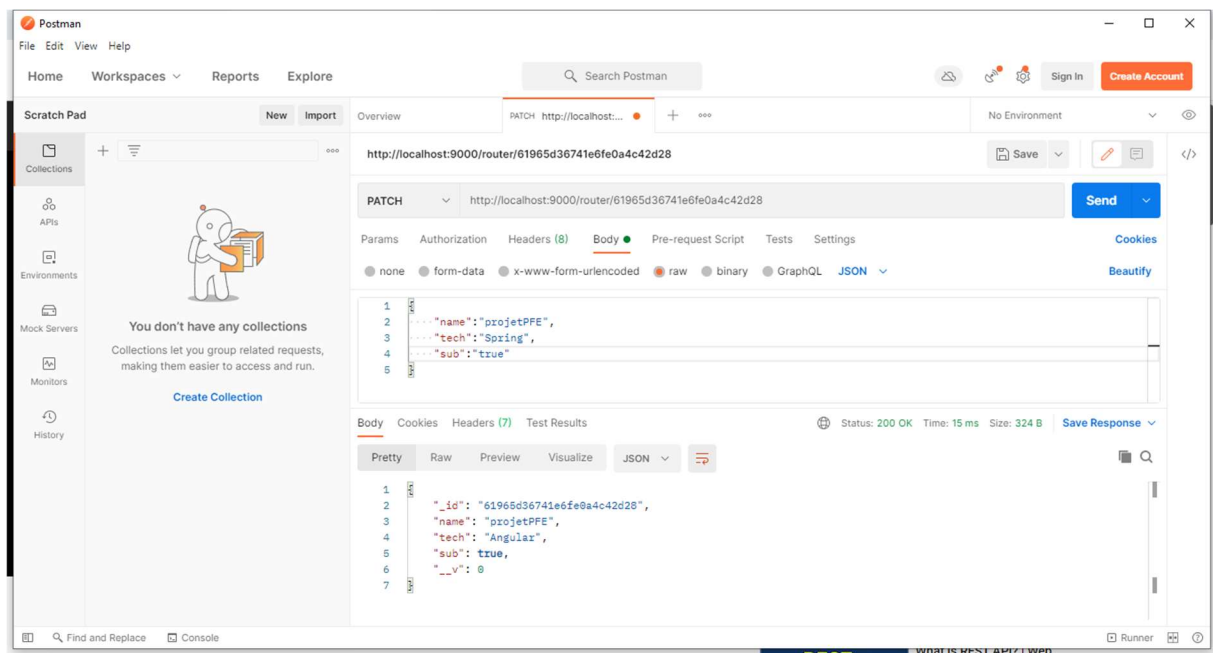 Postman
File Edit View Help
Home Workspaces Reports Explore Search Postman Sign In Create Account
Scratch Pad New Import Overview PATCH http://localhost:... No Environment
Collections
APIs
Environments
Mock Servers
Monitors
History
You don't have any collections
Collections let you group related requests,
making them easier to access and run.
Create Collection
http://localhost:9000/router/61965d36741e6fe0a4c42d28 Save
PATCH http://localhost:9000/router/61965d36741e6fe0a4c42d28 Send
Params Authorization Headers (8) Body Pre-request Script Tests Settings Cookies
none form-data x-www-form-urlencoded raw binary GraphQL JSON Beautify
1 {
2 "name":"projetPFE",
3 "tech":"Spring",
4 "sub":"true"
5 }
Body Cookies Headers (7) Test Results Status: 200 OK Time: 15 ms Size: 324 B Save Response
Pretty Raw Preview Visualize JSON
1 {
2 "_id": "61965d36741e6fe0a4c42d28",
3 "name": "projetPFE",
4 "tech": "Angular",
5 "sub": true,
6 "__v": 0
7 }
Find and Replace Console Runner